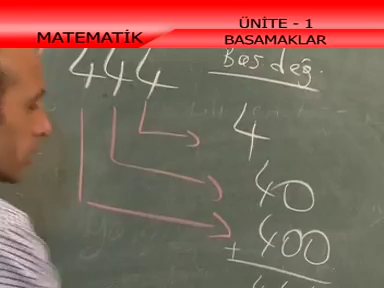 MATEMATİK
ÜNİTE - 1
BASAMAKLAR
444
Bas değ.
4
40
+ 400